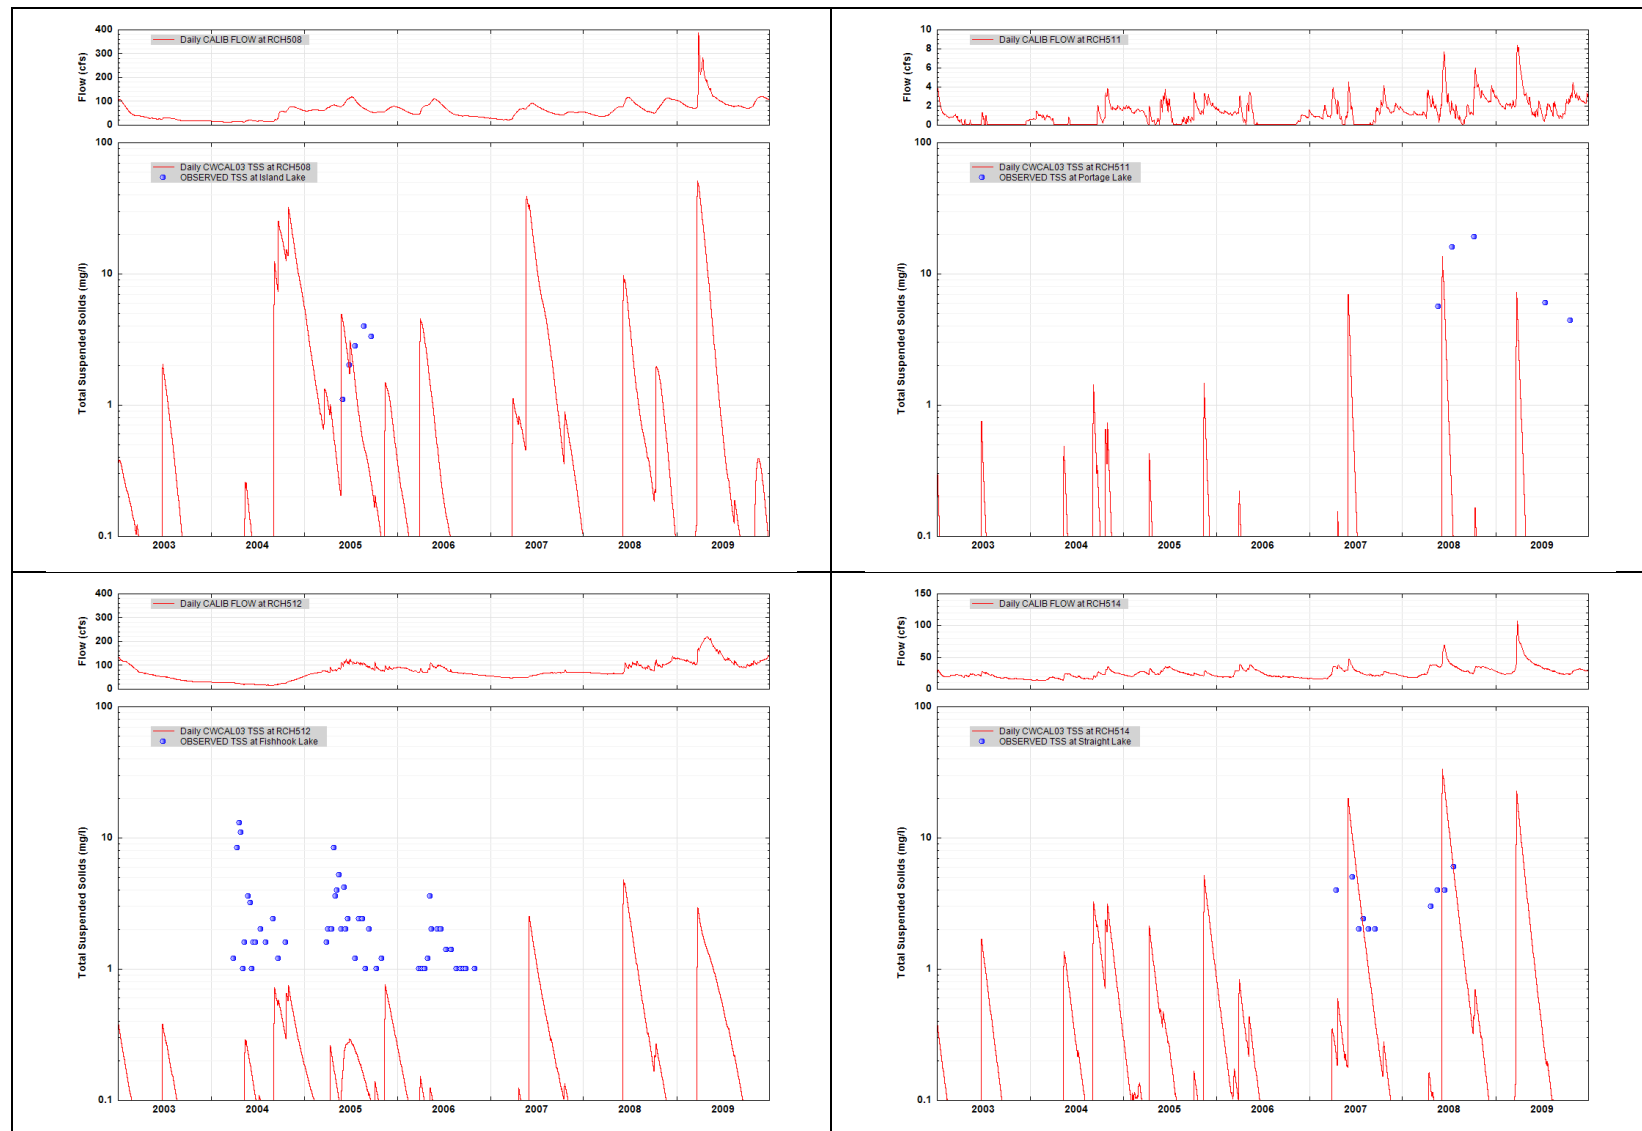 Daily CALIB FLOW at RCH508
Flow (cfs)
400
300
200
100
0
Daily CWCAL03 TSS at RCH508
OBSERVED TSS at Island Lake
Total Suspended Solids (mg/l)
100
10
1
0.1
2003 2004 2005 2006 2007 2008 2009
Daily CALIB FLOW at RCH511
Flow (cfs)
10
8
6
4
2
0
Daily CWCAL03 TSS at RCH511
OBSERVED TSS at Portage Lake
Total Suspended Solids (mg/l)
100
10
1
0.1
2003 2004 2005 2006 2007 2008 2009
Daily CALIB FLOW at RCH512
Flow (cfs)
400
300
200
100
0
Daily CWCAL03 TSS at RCH512
OBSERVED TSS at Fishhook Lake
Total Suspended Solids (mg/l)
100
10
1
0.1
2003 2004 2005 2006 2007 2008 2009
Daily CALIB FLOW at RCH514
Flow (cfs)
150
100
50
0
Daily CWCAL03 TSS at RCH514
OBSERVED TSS at Straight Lake
Total Suspended Solids (mg/l)
100
10
1
0.1
2003 2004 2005 2006 2007 2008 2009